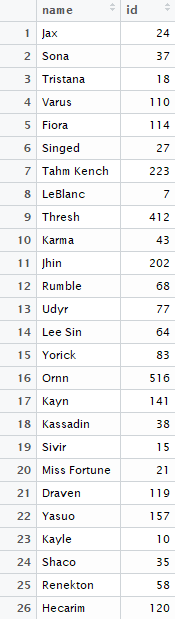 name id
1 Jax 24
2 Sona 37
3 Tristana 18
4 Varus 110
5 Fiora 114
6 Singed 27
7 Tahm Kench 223
8 LeBlanc 7
9 Thresh 412
10 Karma 43
11 Jhin 202
12 Rumble 68
13 Udyr 77
14 Lee Sin 64
15 Yorick 83
16 Ornn 516
17 Kayn 141
18 Kassadin 38
19 Sivir 15
20 Miss Fortune 21
21 Draven 119
22 Yasuo 157
23 Kayle 10
24 Shaco 35
25 Renekton 58
26 Hecarim 120